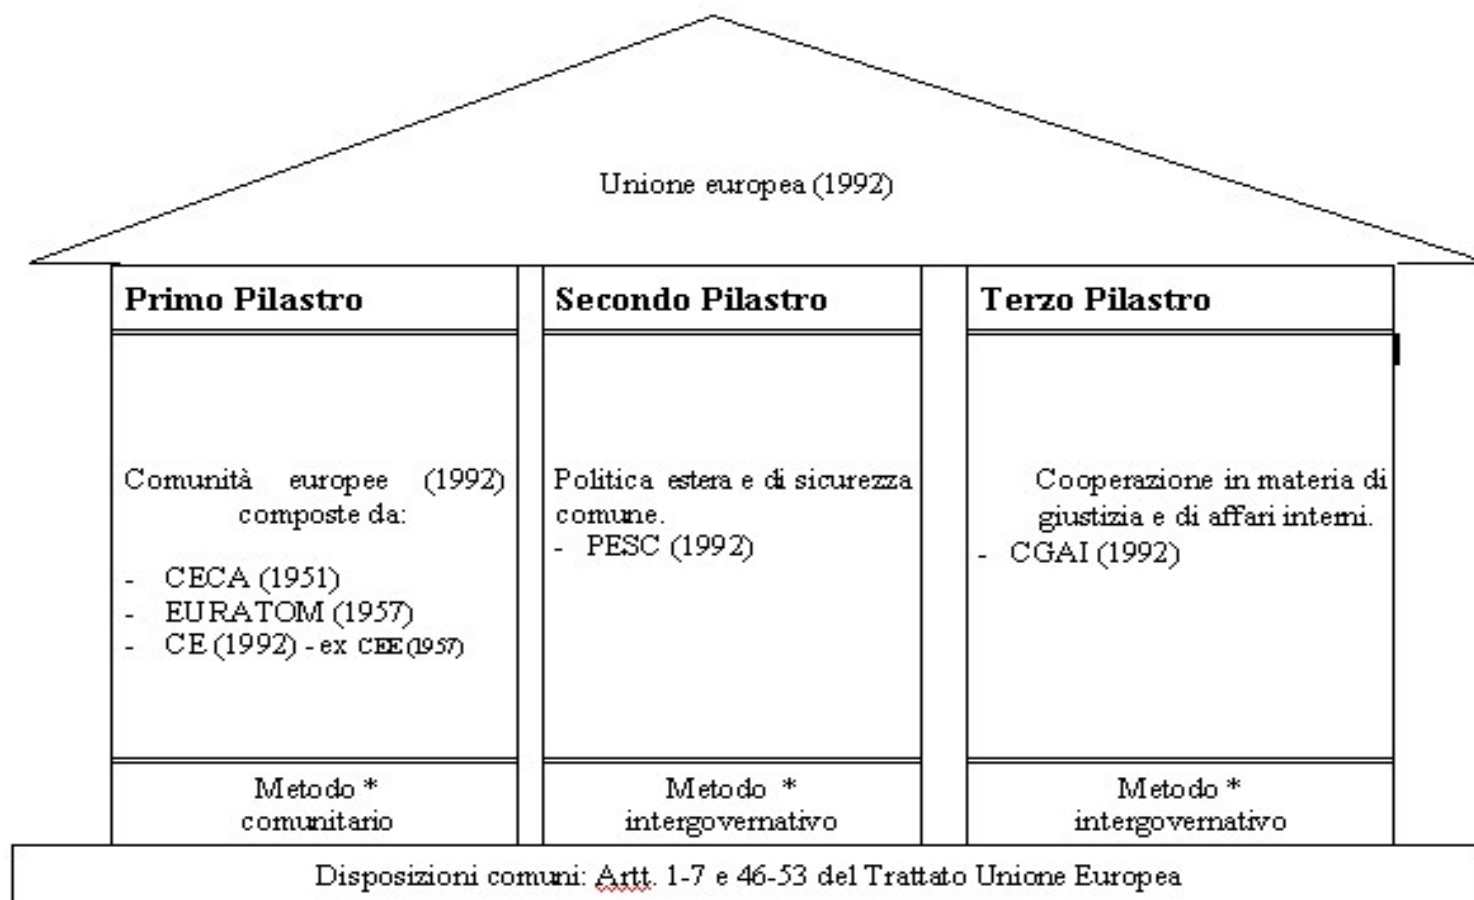 Unione europea (1992)
Primo Pilastro
Comunità europee (1992)
composte da:
- CECA (1951)
- EURATOM (1957)
- CE (1992) - ex CEE (1957)
Metodo *
comunitario
Secondo Pilastro
Politica estera e di sicurezza
comune.
- PESC (1992)
Metodo *
intergovernativo
Terzo Pilastro
Cooperazione in materia di
giustizia e di affari interni.
- CGAI (1992)
Metodo *
intergovernativo
Disposizioni comuni: Artt. 1-7 e 46-53 del Trattato Unione Europea